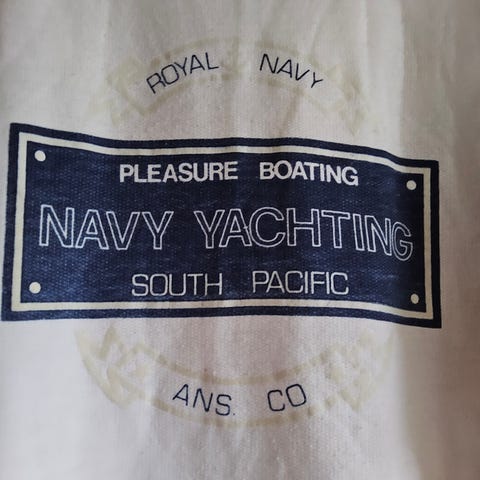 ROYAL NAVY
PLEASURE BOATING
NAVY YACHTING
SOUTH PACIFIC
ANS. CO